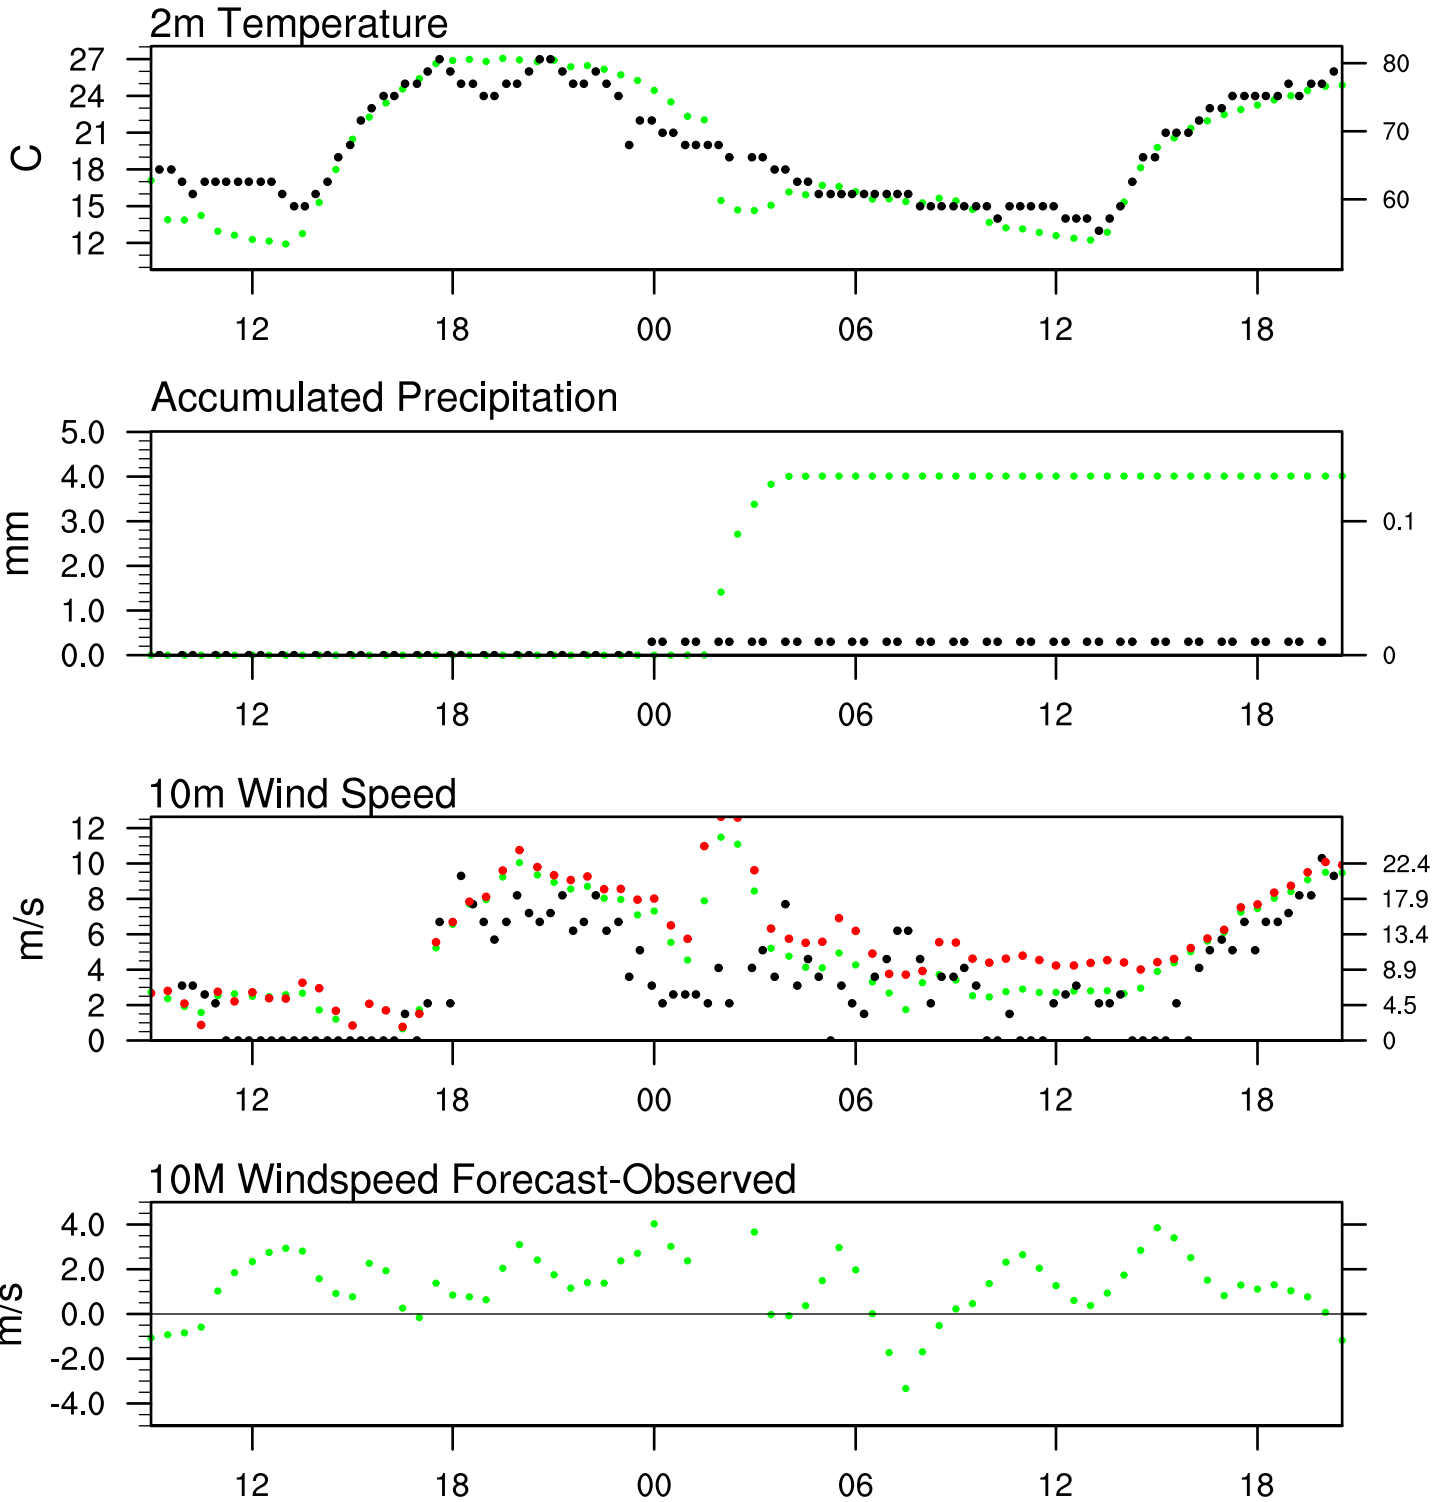 2m Temperature
27
24
21
18
15
12
C
80
70
60
12 18 00 06 12 18
Accumulated Precipitation
5.0
4.0
3.0
2.0
1.0
0.0
mm
0.1
0
12 18 00 06 12 18
10m Wind Speed
12
10
8
6
4
2
0
m/s
22.4
17.9
13.4
8.9
4.5
0
12 18 00 06 12 18
10M Windspeed Forecast-Observed
4.0
2.0
0.0
-2.0
-4.0
m/s
12 18 00 06 12 18